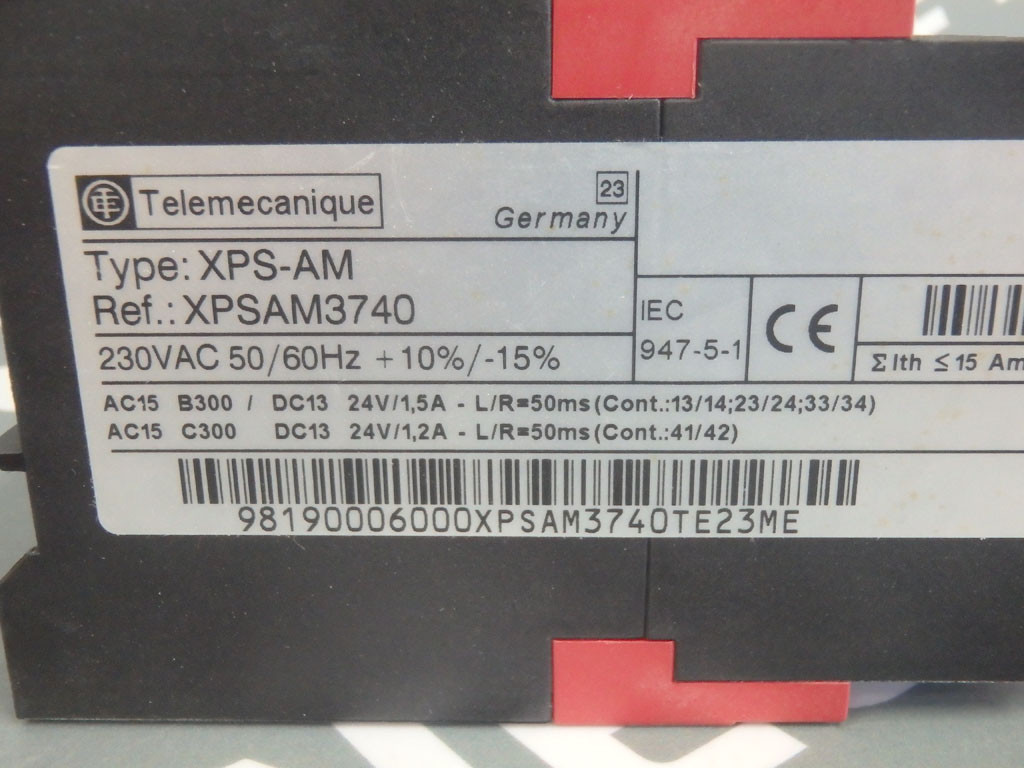 Telemecanique
23
Germany
Type: XPS-AM
Ref.: XPSAM3740
230VAC 50/60Hz +10%/-15%
IEC
947-5-1
CE
Σ Ith ≤ 15 Am
AC15 B300 / DC13 24V/1,5A - L/R=50ms (Cont.:13/14;23/24;33/34)
AC15 C300 DC13 24V/1,2A - L/R=50ms (Cont.:41/42)
98190006000XPSAM3740TE23ME